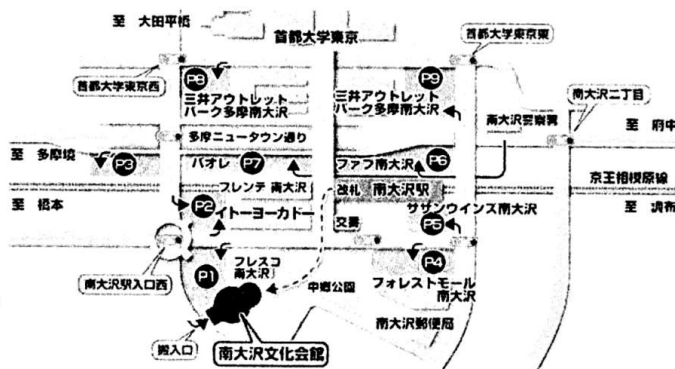 至 大田平橋
首都大学東京
首都大学東京東
首都大学東京西
P8
P9
三井アウトレット
パーク多摩南大沢
三井アウトレット
パーク多摩南大沢
南大沢二丁目
南大沢警察署
多摩ニュータウン通り
至 府中
至 多摩境
P3
パオレ
P7
ファブ南大沢
P6
フレンテ 南大沢
改札
南大沢駅
京王相模原線
至 橋本
P2
イトーヨーカドー
交番
サザンウインズ南大沢
至 調布
P5
フレスコ
南大沢
P1
P4
南大沢駅入口西
中郷公園
フォレストモール
南大沢
南大沢郵便局
搬入口
南大沢文化会館